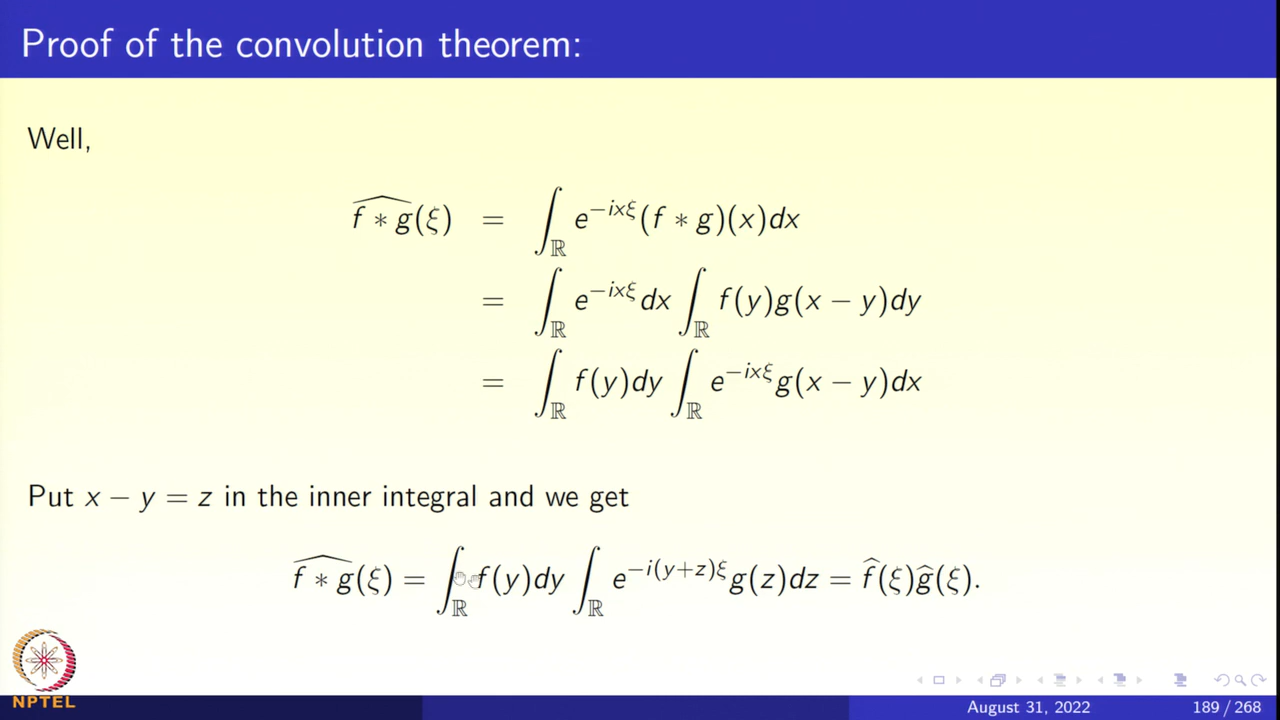 Proof of the convolution theorem:
Well,
$\widehat{f * g}(\xi) = \int_{\mathbb{R}} e^{-ix\xi}(f * g)(x)dx$
$= \int_{\mathbb{R}} e^{-ix\xi}dx \int_{\mathbb{R}} f(y)g(x - y)dy$
$= \int_{\mathbb{R}} f(y)dy \int_{\mathbb{R}} e^{-ix\xi}g(x - y)dx$
Put $x - y = z$ in the inner integral and we get
$\widehat{f * g}(\xi) = \int_{\mathbb{R}} f(y)dy \int_{\mathbb{R}} e^{-i(y+z)\xi}g(z)dz = \widehat{f}(\xi)\widehat{g}(\xi).$
NPTEL
August 31, 2022 189 / 268